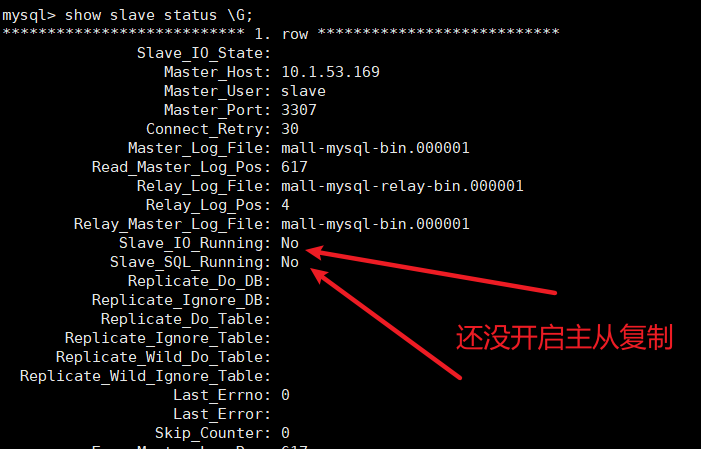 mysql> show slave status \G;
*************************** 1. row ***************************
Slave_IO_State:
Master_Host: 10.1.53.169
Master_User: slave
Master_Port: 3307
Connect_Retry: 30
Master_Log_File: mall-mysql-bin.000001
Read_Master_Log_Pos: 617
Relay_Log_File: mall-mysql-relay-bin.000001
Relay_Log_Pos: 4
Relay_Master_Log_File: mall-mysql-bin.000001
Slave_IO_Running: No
Slave_SQL_Running: No
Replicate_Do_DB:
Replicate_Ignore_DB:
Replicate_Do_Table:
还没开启主从复制
Replicate_Ignore_Table:
Replicate_Wild_Do_Table:
Replicate_Wild_Ignore_Table:
Last_Errno: 0
Last_Error:
Skip_Counter: 0